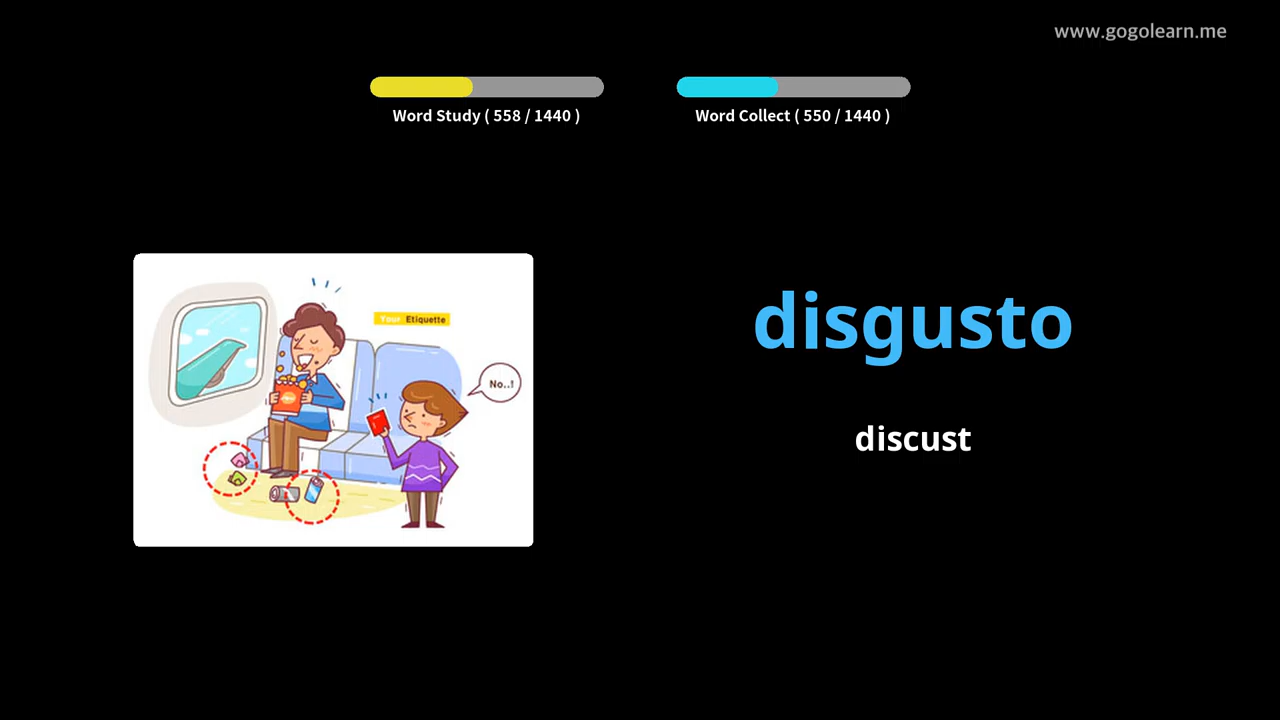 www.gogolearn.me
Word Study ( 558 / 1440 )
Word Collect ( 550 / 1440 )
Your Etiquette
No..!
disgusto
discust